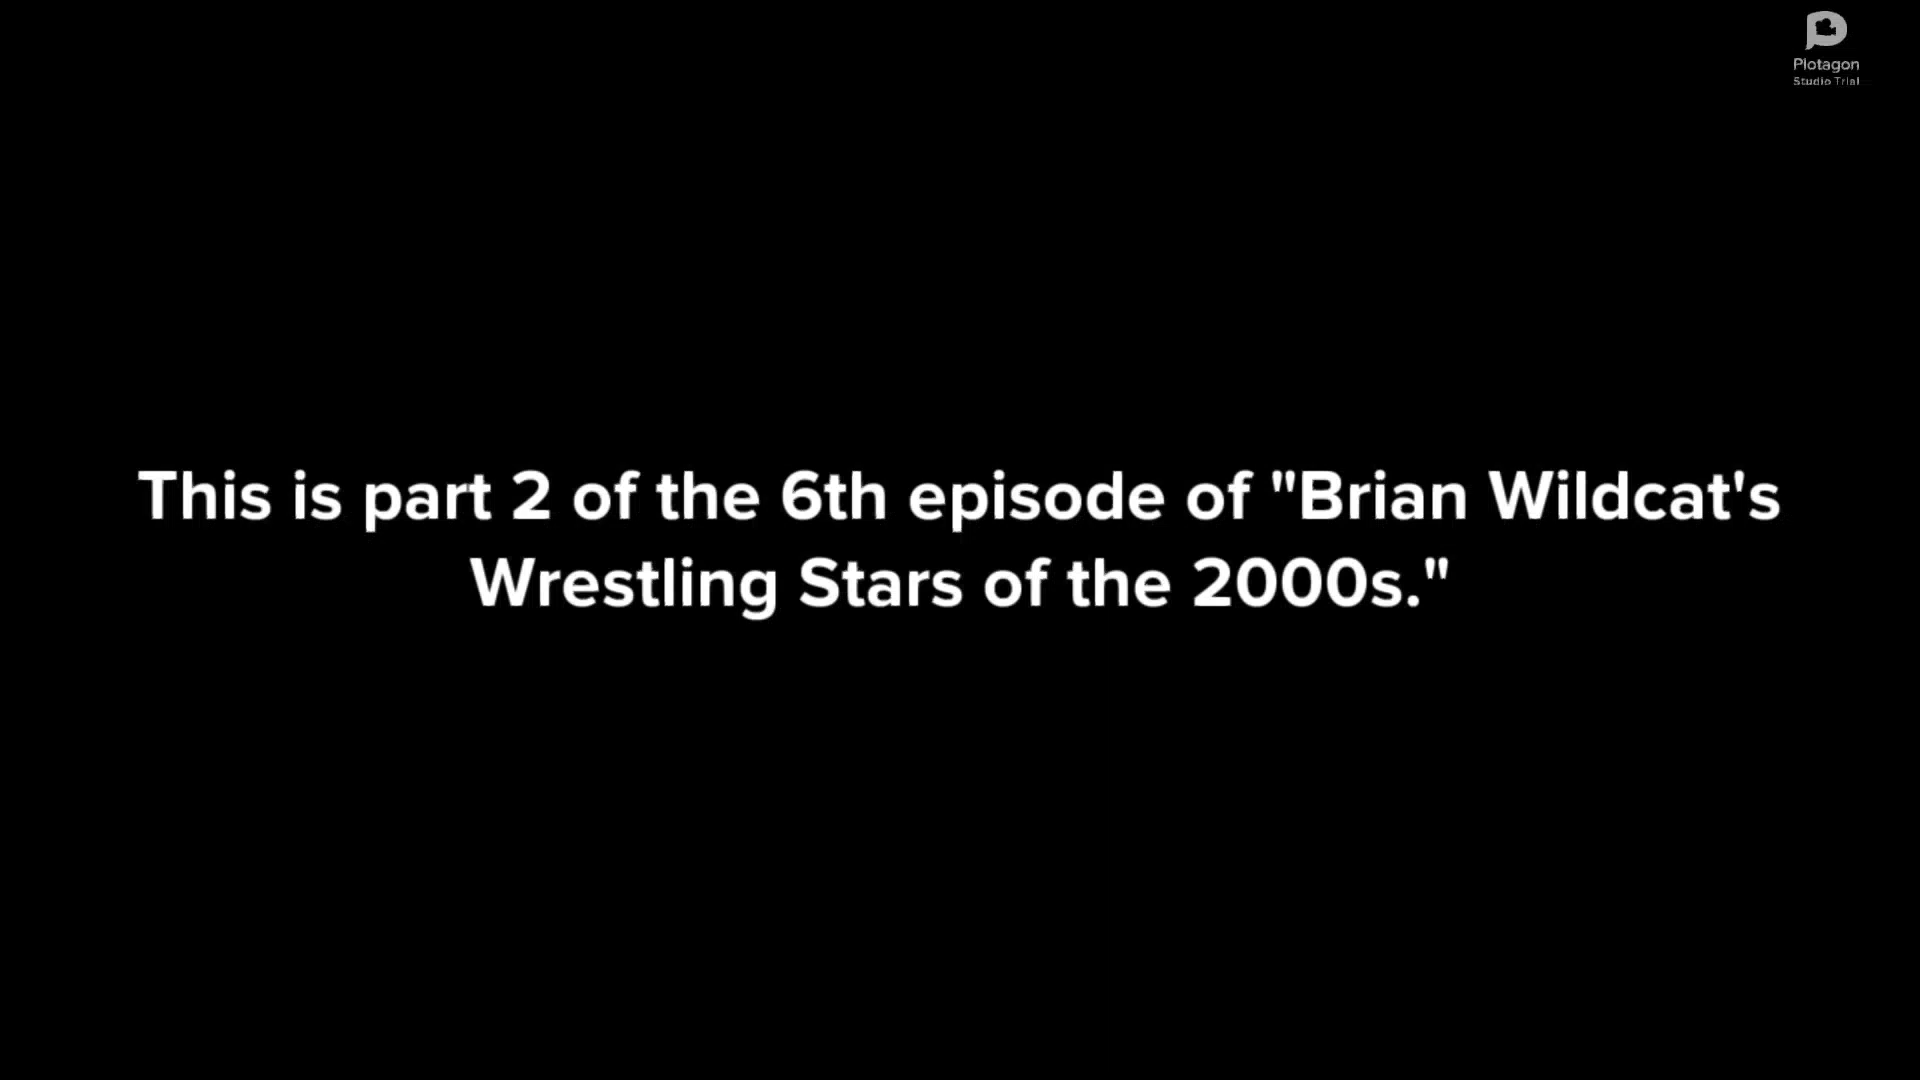 Plotagon
Studio Trial
This is part 2 of the 6th episode of "Brian Wildcat's
Wrestling Stars of the 2000s."